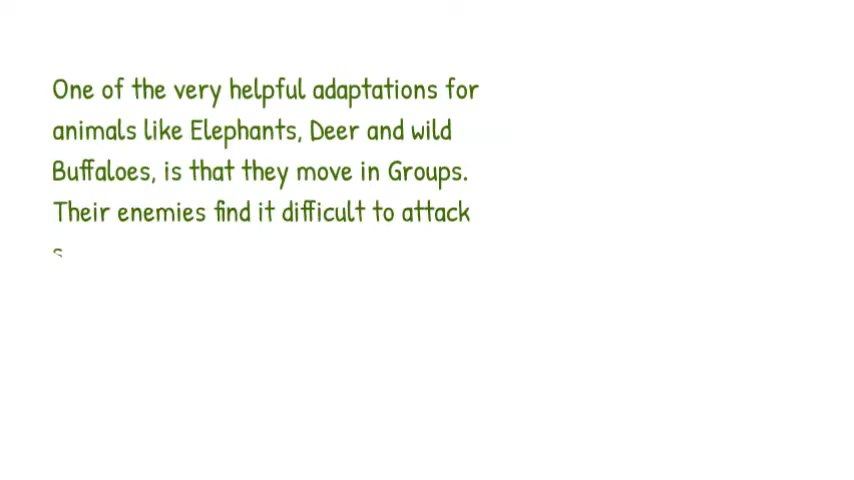 One of the very helpful adaptations for
animals like Elephants, Deer and wild
Buffaloes, is that they move in Groups.
Their enemies find it difficult to attack